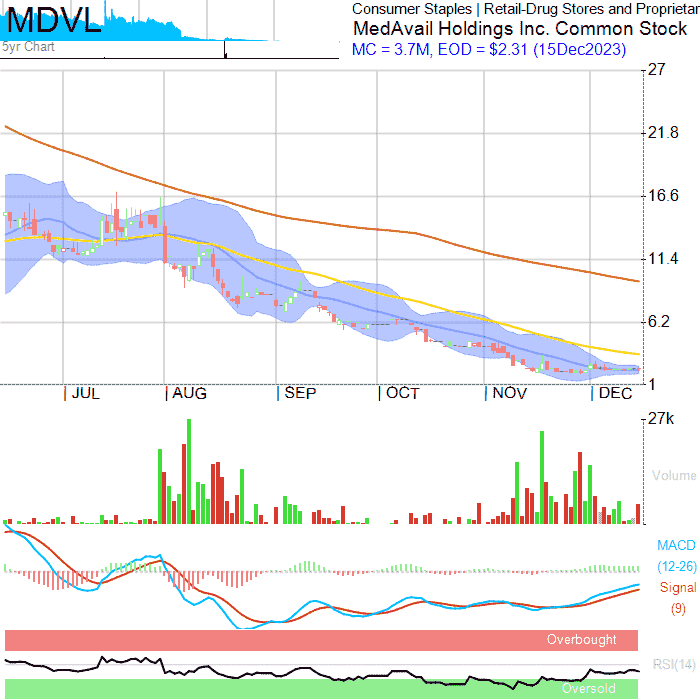 MDVL
5yr Chart
Consumer Staples | Retail-Drug Stores and Proprietar
MedAvail Holdings Inc. Common Stock
MC = 3.7M, EOD = $2.31 (15Dec2023)
27
21.8
16.6
11.4
6.2
1
JUL AUG SEP OCT NOV DEC
27k
Volume
MACD
(12-26)
Signal
(9)
Overbought
RSI(14)
Oversold